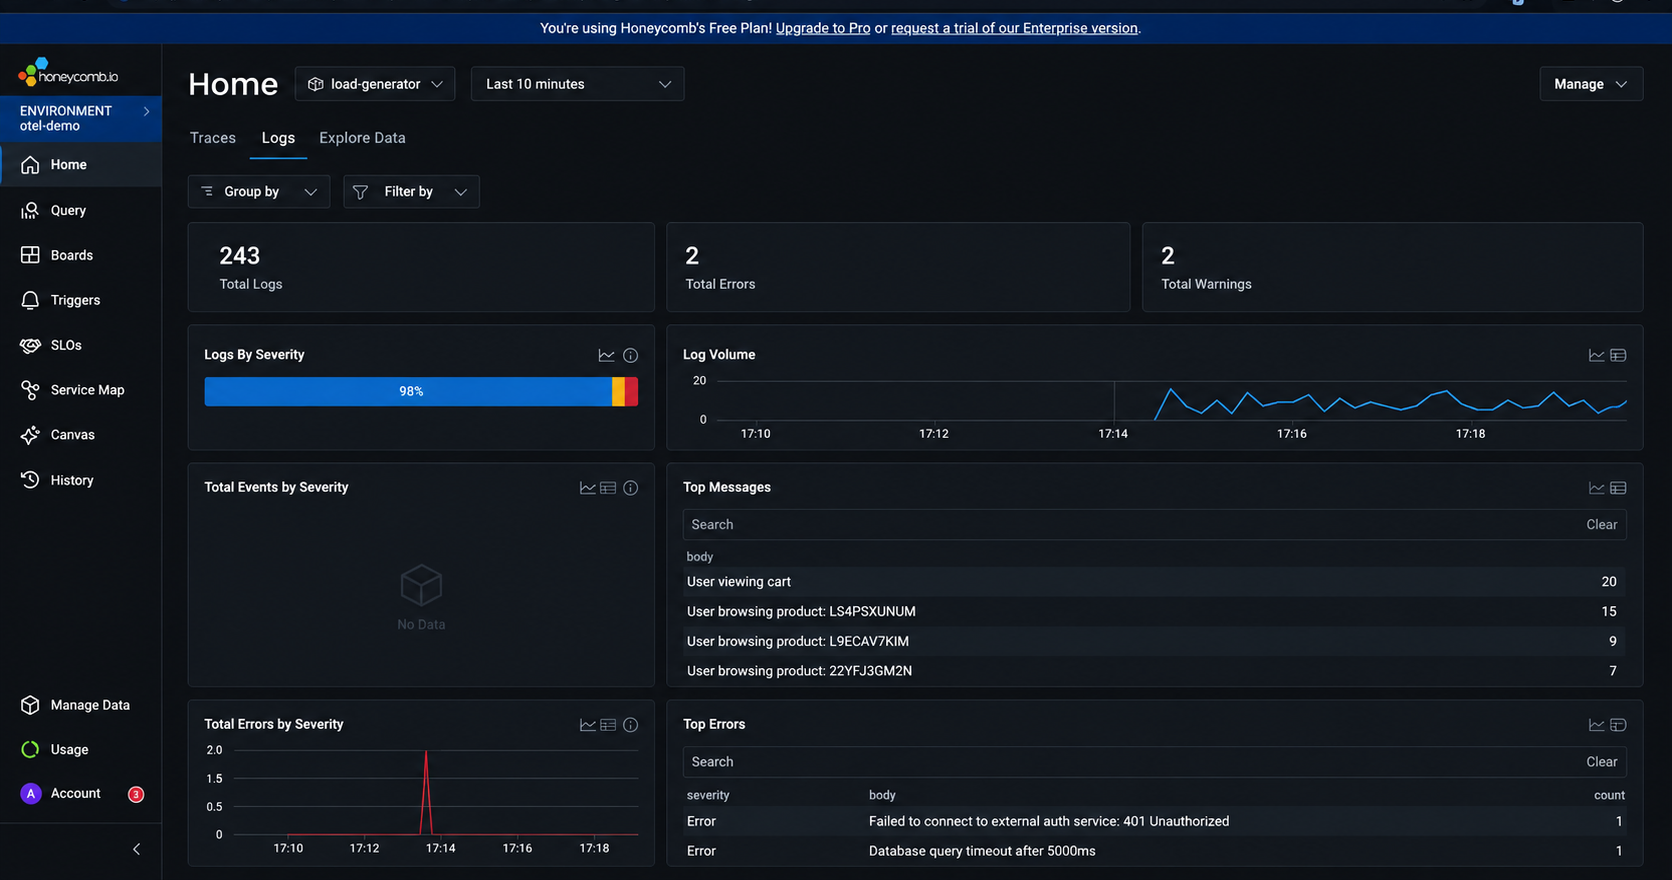 You're using Honeycomb's Free Plan! Upgrade to Pro or request a trial of our Enterprise version.
honeycomb.io
ENVIRONMENT
otel-demo
Home
Query
Boards
Triggers
SLOs
Service Map
Canvas
History
Manage Data
Usage
A Account 3
Home load-generator Last 10 minutes Manage
Traces Logs Explore Data
Group by Filter by
243
Total Logs
2
Total Errors
2
Total Warnings
Logs By Severity
98%
Log Volume
20
0
17:10 17:12 17:14 17:16 17:18
Total Events by Severity
No Data
Top Messages
Search Clear
body
User viewing cart 20
User browsing product: LS4PSXUNUM 15
User browsing product: L9ECAV7KIM 9
User browsing product: 22YFJ3GM2N 7
Total Errors by Severity
2.0
1.5
0.5
0
17:10 17:12 17:14 17:16 17:18
Top Errors
Search Clear
severity body count
Error Failed to connect to external auth service: 401 Unauthorized 1
Error Database query timeout after 5000ms 1